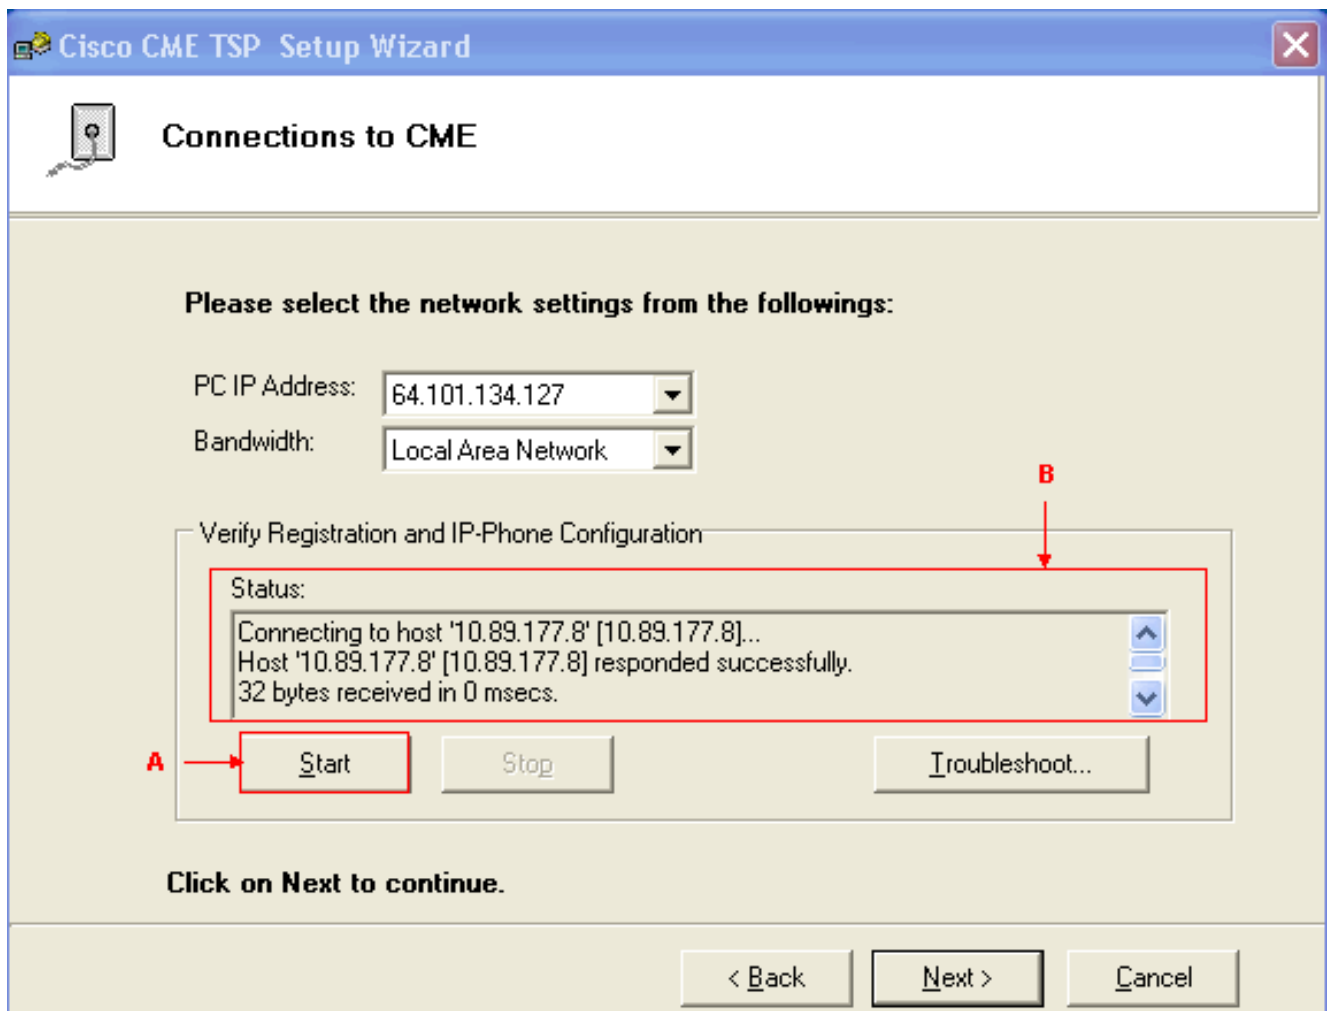 Cisco CME TSP  Setup Wizard
Connections to CME
Please select the network settings from the followings:
PC IP Address:
64.101.134.127
Bandwidth:
Local Area Network
B
Verify Registration and IP-Phone Configuration
Status:
Connecting to host '10.89.177.8' [10.89.177.8]...
Host '10.89.177.8' [10.89.177.8] responded successfully.
32 bytes received in 0 msecs.
A
Start
Stop
Troubleshoot...
Click on Next to continue.
< Back
Next >
Cancel